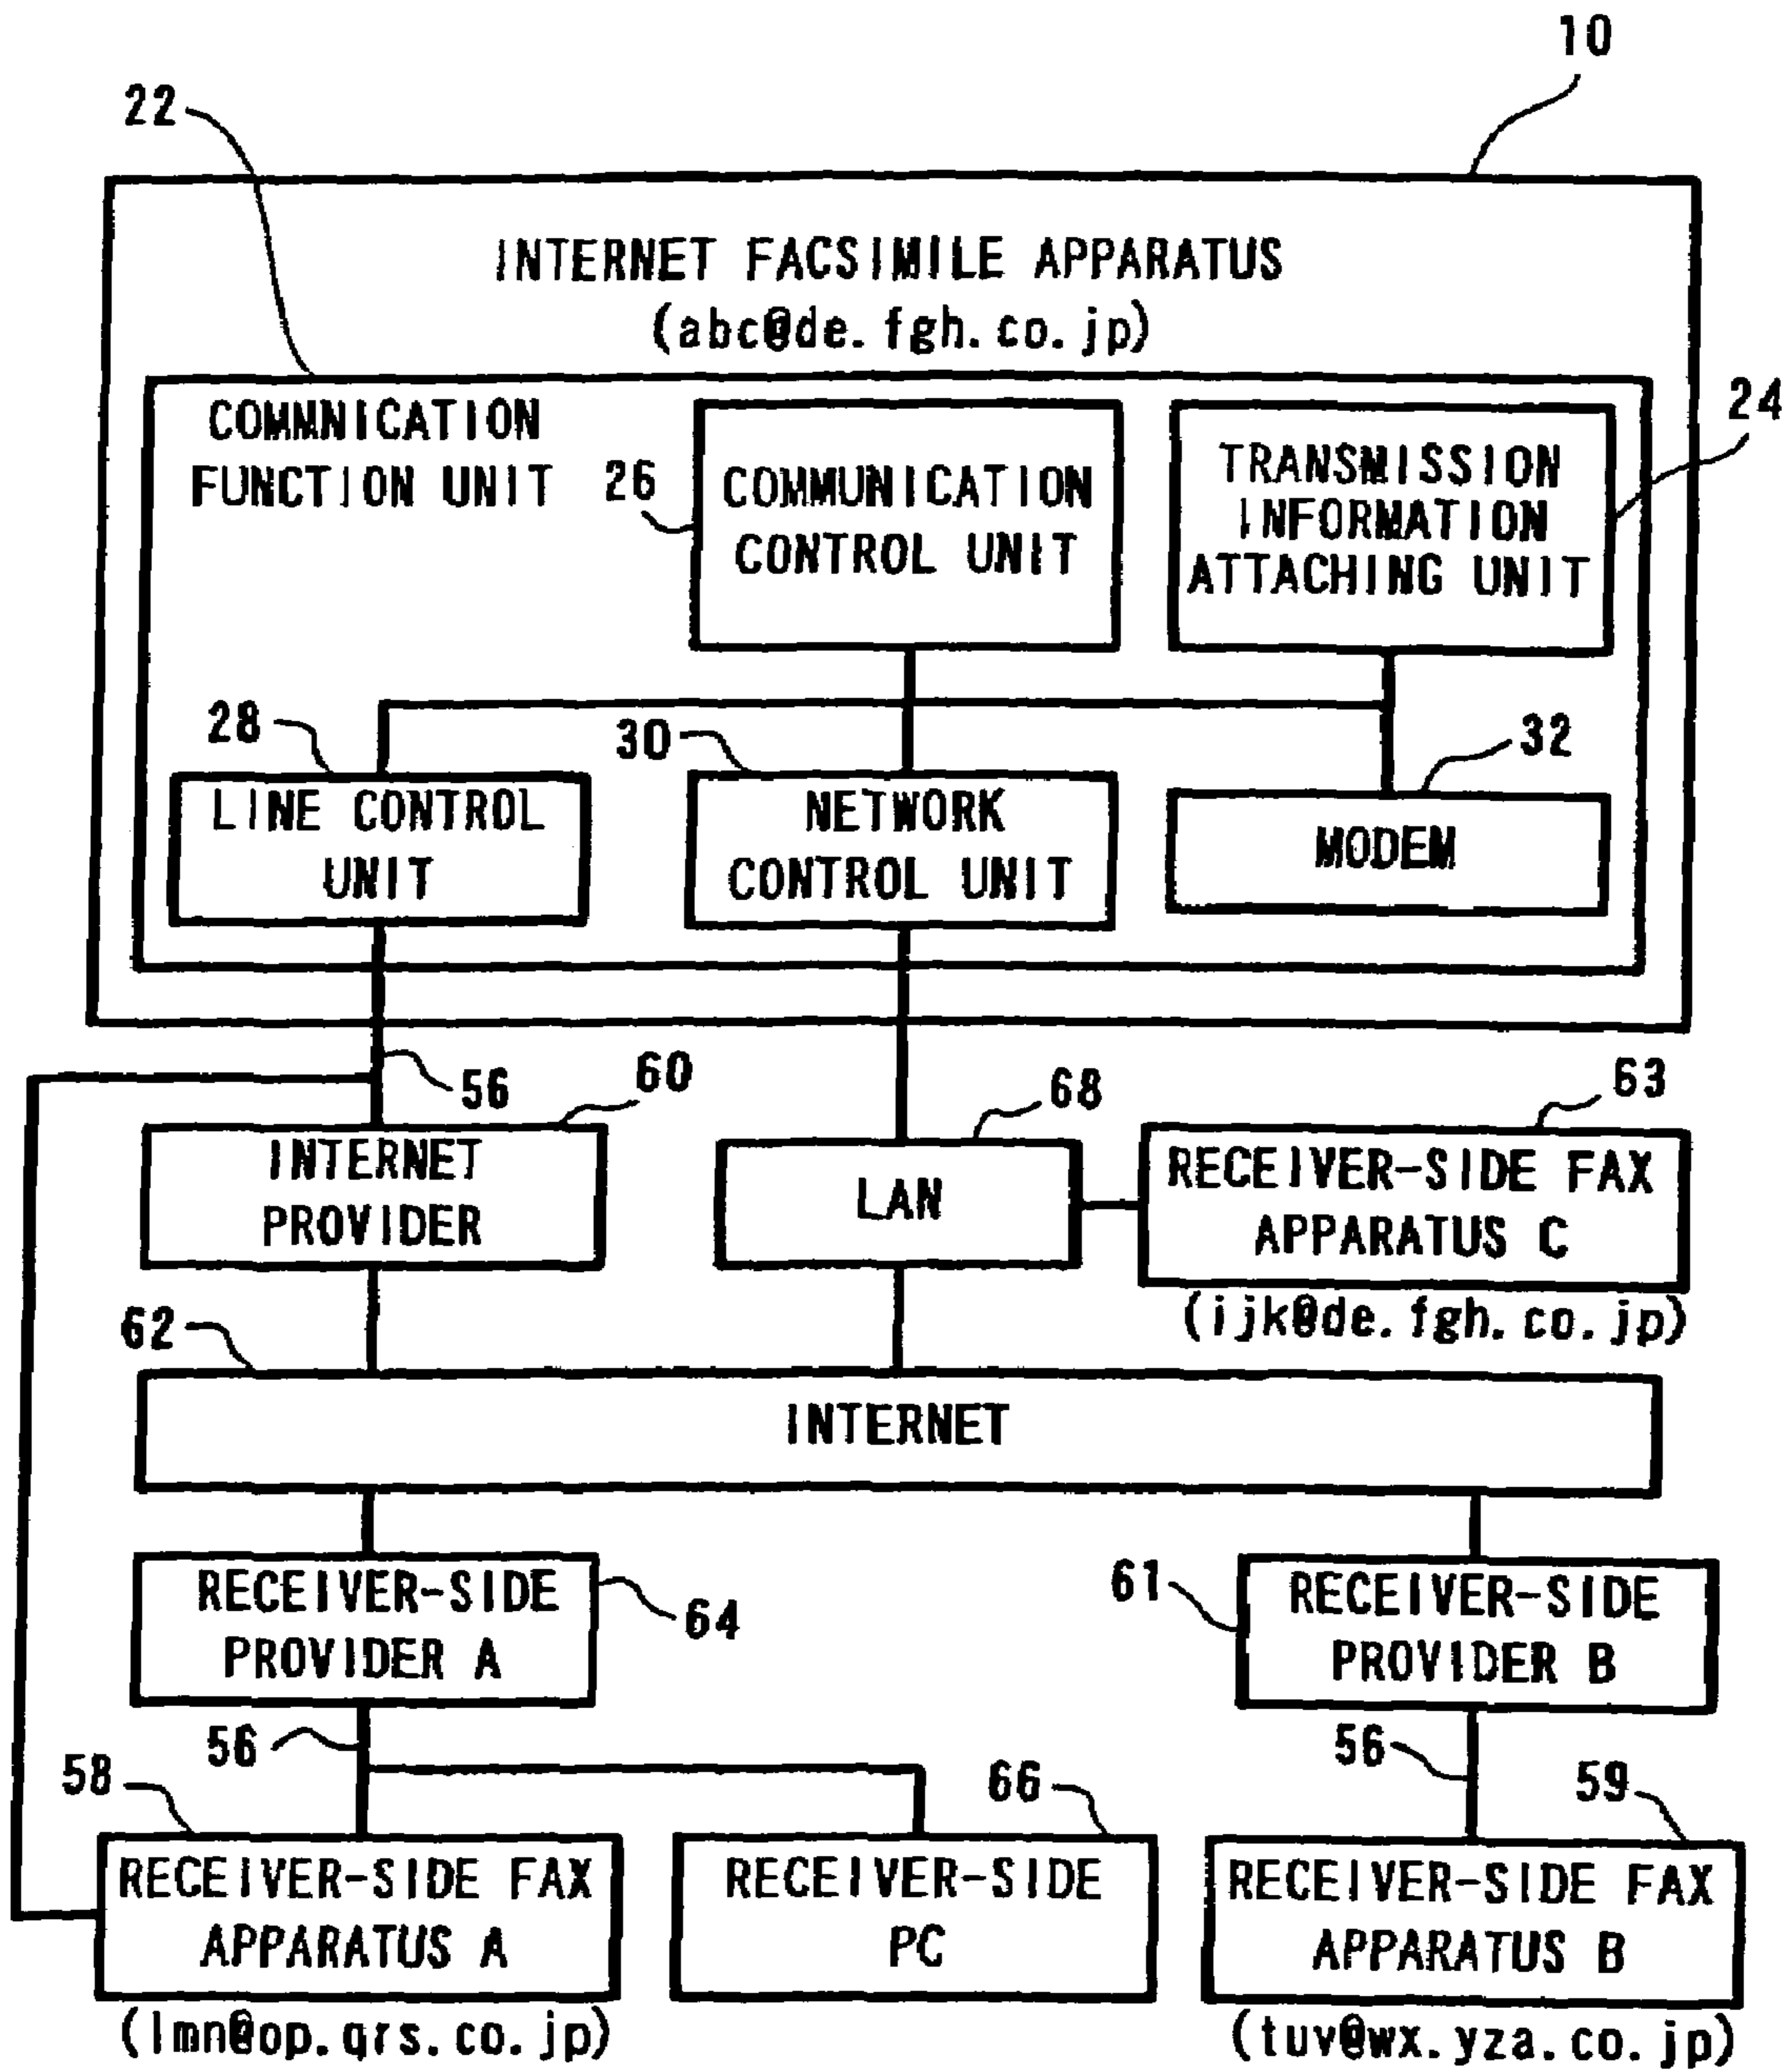 10
22
INTERNET FACSIMILE APPARATUS
(abc@de.fgh.co.jp)
COMMNICATION
FUNCTION UNIT
26
COMMUNICATION
CONTROL UNIT
TRANSMISSION
INFORMATION
ATTACHING UNIT
24
28
LINE CONTROL
UNIT
30
NETWORK
CONTROL UNIT
32
MODEM
56
60
INTERNET
PROVIDER
68
LAN
63
RECEIVER-SIDE FAX
APPARATUS C
(ijk@de.fgh.co.jp)
62
INTERNET
RECEIVER-SIDE
PROVIDER A
64
61
RECEIVER-SIDE
PROVIDER B
56
56
58
RECEIVER-SIDE FAX
APPARATUS A
(lmn@op.qrs.co.jp)
66
RECEIVER-SIDE
PC
59
RECEIVER-SIDE FAX
APPARATUS B
(tuv@wx.yza.co.jp)